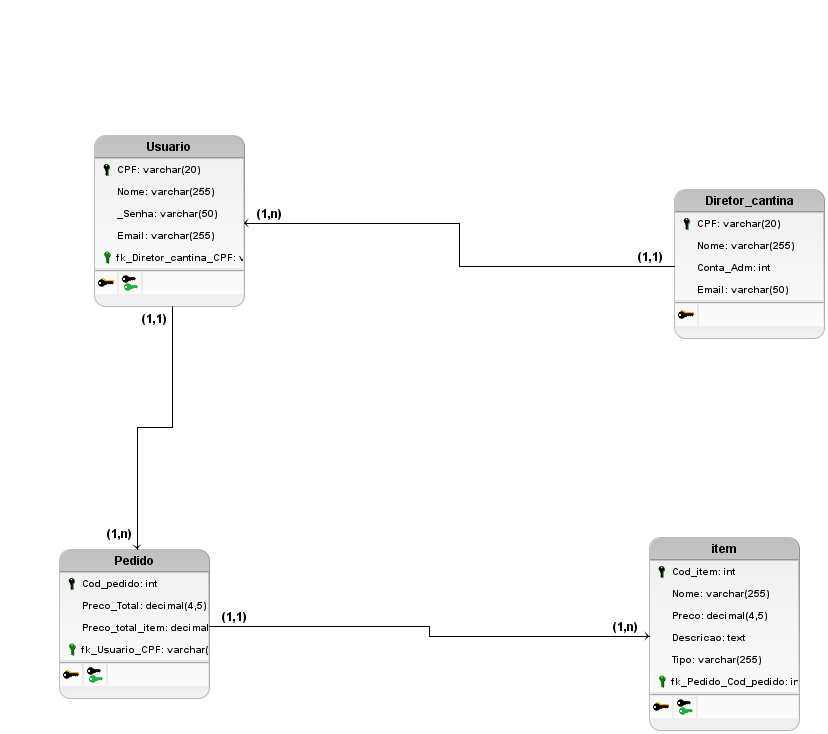 Usuario
CPF: varchar(20)
Nome: varchar(255)
_Senha: varchar(50)
Email: varchar(255)
fk_Diretor_cantina_CPF:
(1,n)
(1,1)
Diretor_cantina
CPF: varchar(20)
Nome: varchar(255)
Conta_Adm: int
Email: varchar(50)
(1,1)
(1,n)
Pedido
Cod_pedido: int
Preco_Total: decimal(4,5)
Preco_total_item: decimal
fk_Usuario_CPF: varchar(
(1,1)
(1,n)
item
Cod_item: int
Nome: varchar(255)
Preco: decimal(4,5)
Descricao: text
Tipo: varchar(255)
fk_Pedido_Cod_pedido: